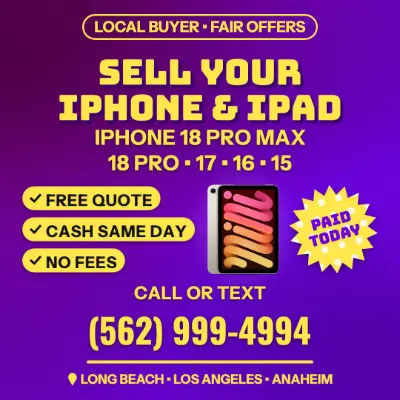 LOCAL BUYER • FAIR OFFERS
SELL YOUR
IPHONE & IPAD
IPHONE 18 PRO MAX
18 PRO • 17 • 16 • 15
FREE QUOTE
CASH SAME DAY
NO FEES
PAID
TODAY
CALL OR TEXT
(562) 999-4994
LONG BEACH • LOS ANGELES • ANAHEIM